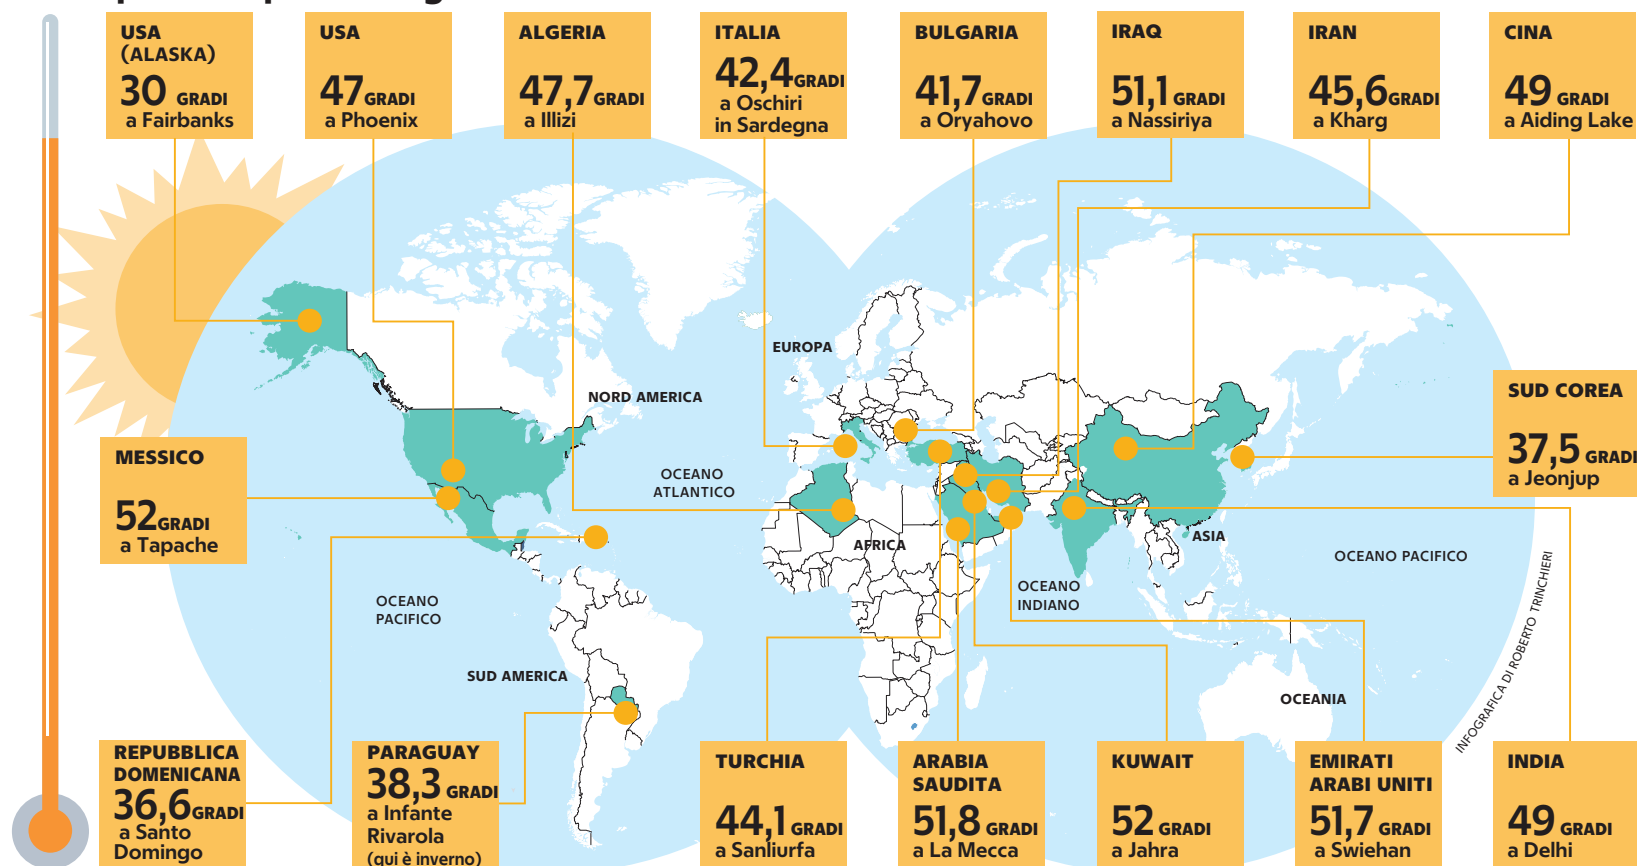 USA
(ALASKA)
30 GRADI
a Fairbanks
USA
47 GRADI
a Phoenix
ALGERIA
47,7 GRADI
a Illizi
ITALIA
42,4 GRADI
a Oschiri
in Sardegna
BULGARIA
41,7 GRADI
a Oryahovo
IRAQ
51,1 GRADI
a Nassiriya
IRAN
45,6 GRADI
a Kharg
CINA
49 GRADI
a Aiding Lake
EUROPA
NORD AMERICA
OCEANO
ATLANTICO
AFRICA
ASIA
OCEANO
INDIANO
OCEANO PACIFICO
OCEANO
PACIFICO
SUD AMERICA
OCEANIA
SUD COREA
37,5 GRADI
a Jeonjup
MESSICO
52 GRADI
a Tapache
INFOGRAFICA DI ROBERTO TRINCHIERI
REPUBBLICA
DOMENICANA
36,6 GRADI
a Santo
Domingo
PARAGUAY
38,3 GRADI
a Infante
Rivarola
(qui è inverno)
TURCHIA
44,1 GRADI
a Sanliurfa
ARABIA
SAUDITA
51,8 GRADI
a La Mecca
KUWAIT
52 GRADI
a Jahra
EMIRATI
ARABI UNITI
51,7 GRADI
a Swiehan
INDIA
49 GRADI
a Delhi